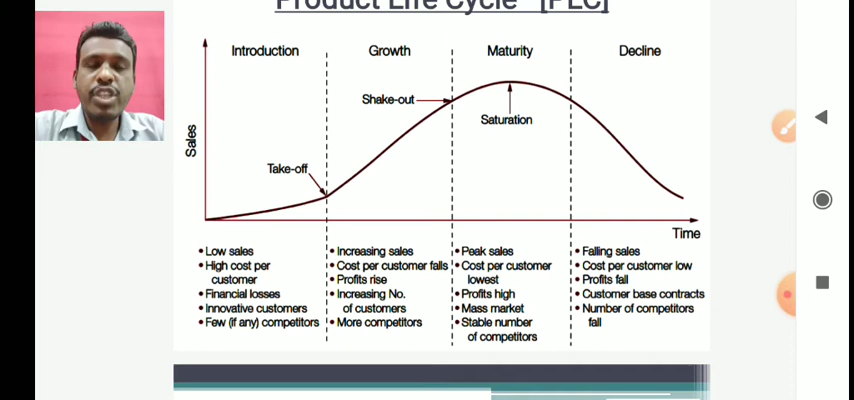 Product Life Cycle [PLC]
Introduction
Growth
Maturity
Decline
Shake-out
Saturation
Sales
Take-off
Time
• Low sales
• High cost per
customer
• Financial losses
• Innovative customers
• Few (if any) competitors
• Increasing sales
• Cost per customer falls
• Profits rise
• Increasing No.
of customers
• More competitors
• Peak sales
• Cost per customer
lowest
• Profits high
• Mass market
• Stable number
of competitors
• Falling sales
• Cost per customer low
• Profits fall
• Customer base contracts
• Number of competitors
fall